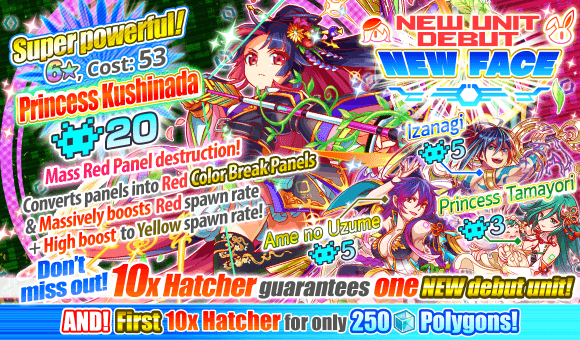 Super powerful!
6☆, Cost: 53
Princess Kushinada
20
Mass Red Panel destruction!
Converts panels into Red Color Break Panels
& Massively boosts Red spawn rate
+ High boost to Yellow spawn rate!
NEW UNIT
DEBUT
NEW FACE
Izanagi
5
Princess Tamayori
3
Ame no Uzume
5
Don't
miss out! 10x Hatcher guarantees one NEW debut unit!
AND! First 10x Hatcher for only 250 Polygons!